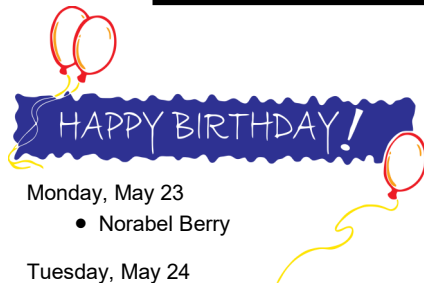 HAPPY BIRTHDAY!
Monday, May 23
• Norabel Berry
Tuesday, May 24